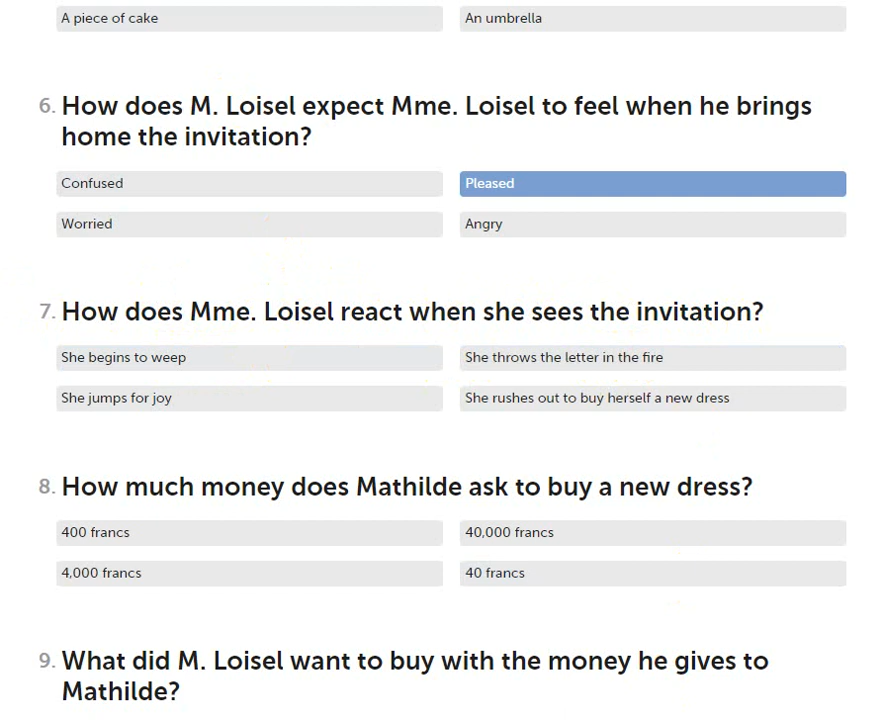 A piece of cake
An umbrella
6. How does M. Loisel expect Mme. Loisel to feel when he brings
home the invitation?
Confused
Pleased
Worried
Angry
7. How does Mme. Loisel react when she sees the invitation?
She begins to weep
She throws the letter in the fire
She jumps for joy
She rushes out to buy herself a new dress
8. How much money does Mathilde ask to buy a new dress?
400 francs
40,000 francs
4,000 francs
40 francs
9. What did M. Loisel want to buy with the money he gives to
Mathilde?